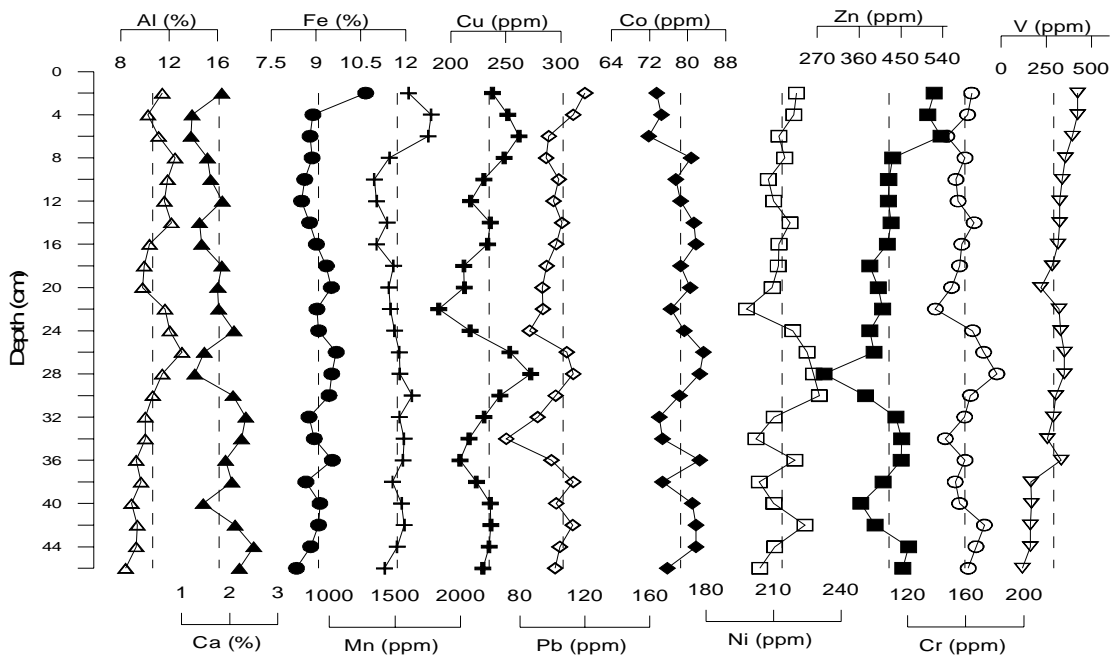 Al (%) Fe (%) Cu (ppm) Co (ppm) Zn (ppm) V (ppm)
8 12 16 7.5 9 10.5 12 200 250 300 64 72 80 88 270 360 450 540 0 250 500
Depth (cm)
0
4
8
12
16
20
24
28
32
36
40
44
1 2 3 1000 1500 2000 80 120 160 180 210 240 120 160 200
Ca (%) Mn (ppm) Pb (ppm) Ni (ppm) Cr (ppm)